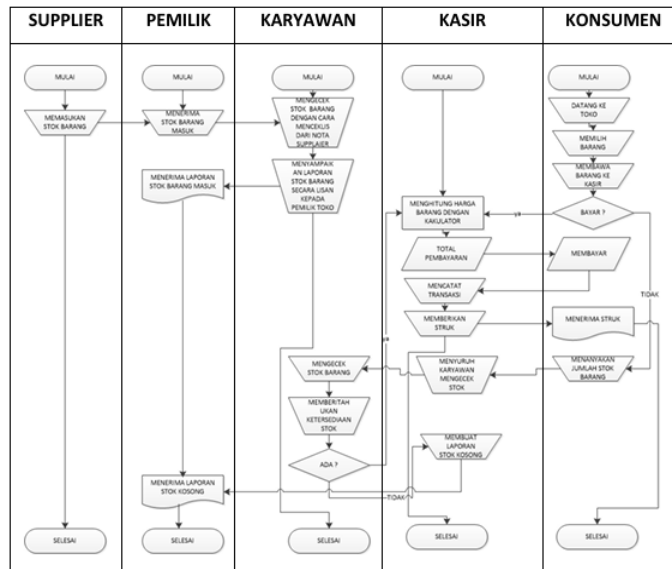 SUPPLIER
PEMILIK
KARYAWAN
KASIR
KONSUMEN
MULAI
MULAI
MULAI
MULAI
MULAI
MEMASUKAN
STOK BARANG
MENERIMA
STOK BARANG
MASUK
MENGECEK
STOK BARANG
DENGAN CARA
MENCEKLIS
DARI NOTA
SUPPLAIER
DATANG KE
TOKO
MEMILIH
BARANG
MENERIMA LAPORAN
STOK BARANG MASUK
MENYAMPAIK
AN LAPORAN
STOK BARANG
SECARA LISAN
KEPADA
PEMILIK TOKO
MEMBAWA
BARANG KE
KASIR
MENGHITUNG HARGA
BARANG DENGAN
KAKULATOR
ya
BAYAR ?
TOTAL
PEMBAYARAN
MEMBAYAR
MENCATAT
TRANSAKSI
TIDAK
MEMBERIKAN
STRUK
MENERIMA STRUK
ya
MENGECEK
STOK BARANG
MENYURUH
KARYAWAN
MENGECEK
STOK
MENANYAKAN
JUMLAH STOK
BARANG
MEMBERITAH
UKAN
KETERSEDIAAN
STOK
MEMBUAT
LAPORAN
STOK KOSONG
ADA ?
MENERIMA LAPORAN
STOK KOSONG
TIDAK
SELESAI
SELESAI
SELESAI
SELESAI
SELESAI